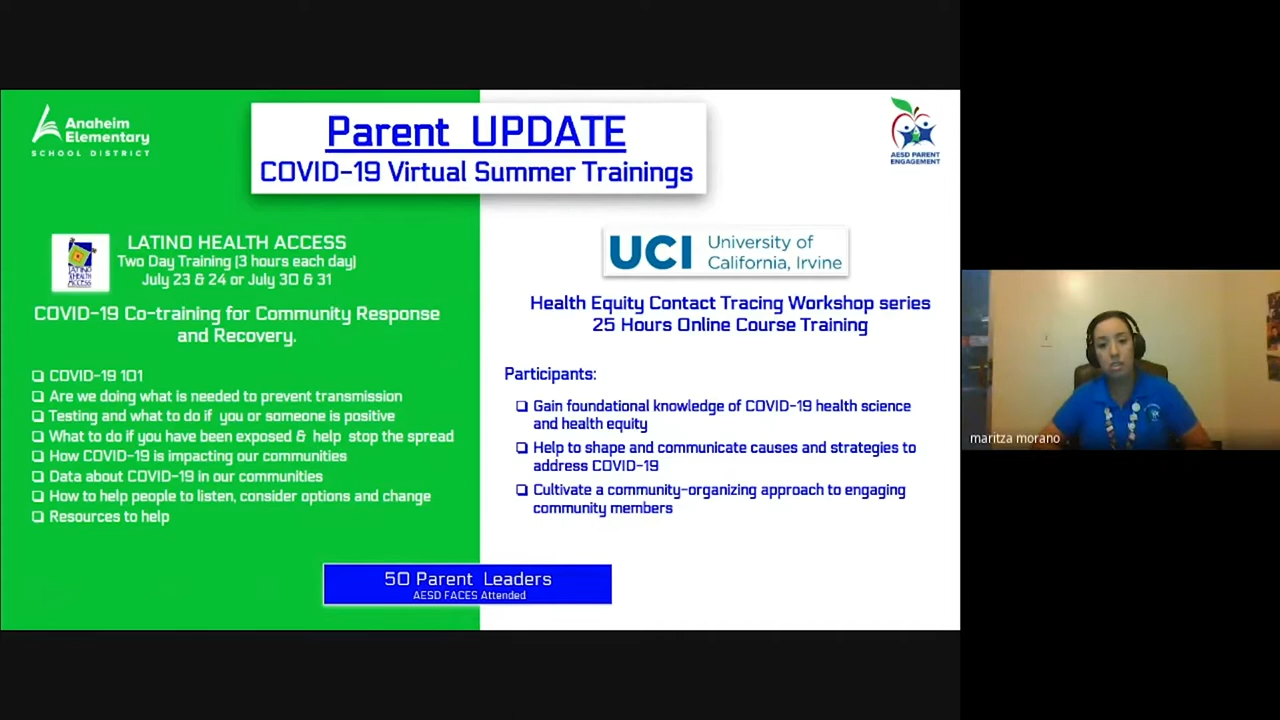 Anaheim
Elementary
SCHOOL DISTRICT
Parent UPDATE
COVID-19 Virtual Summer Trainings
AESD PARENT
ENGAGEMENT
LATINO
HEALTH
ACCESS
LATINO HEALTH ACCESS
Two Day Training (3 hours each day)
July 23 & 24 or July 30 & 31
COVID-19 Co-training for Community Response
and Recovery.
COVID-19 101
Are we doing what is needed to prevent transmission
Testing and what to do if you or someone is positive
What to do if you have been exposed & help stop the spread
How COVID-19 is impacting our communities
Data about COVID-19 in our communities
How to help people to listen, consider options and change
Resources to help
UCI University of
California, Irvine
Health Equity Contact Tracing Workshop series
25 Hours Online Course Training
Participants:
Gain foundational knowledge of COVID-19 health science
and health equity
Help to shape and communicate causes and strategies to
address COVID-19
Cultivate a community-organizing approach to engaging
community members
50 Parent Leaders
AESD FACES Attended
maritza morano